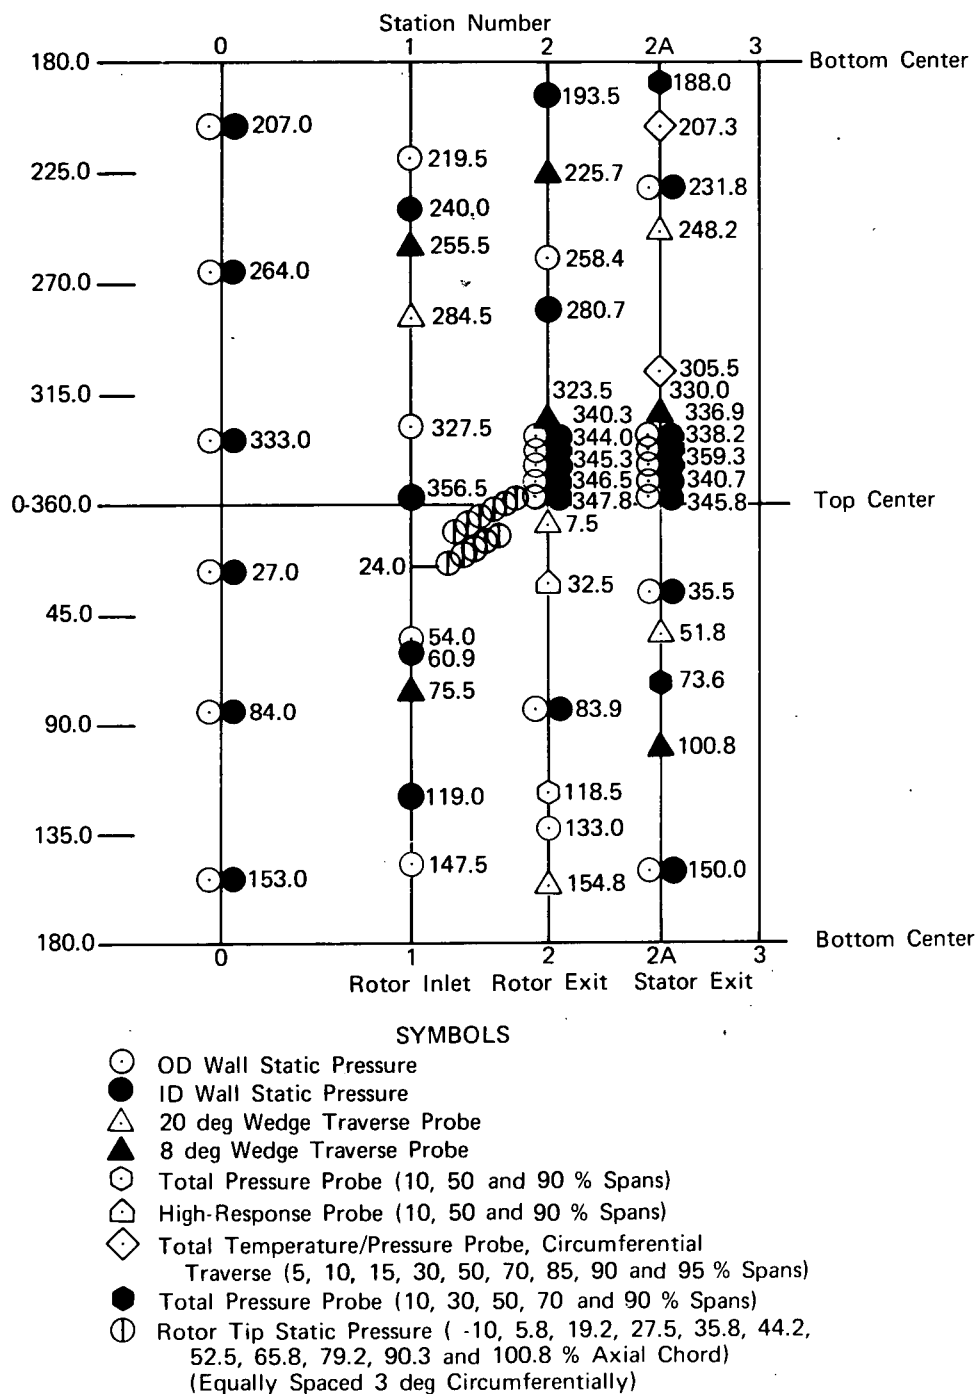 Station Number
0 1 2 2A 3
180.0 Bottom Center
188.0
193.5
207.0 207.3
219.5
225.0 225.7 231.8
240.0 248.2
255.5 258.4
264.0
270.0 280.7
284.5
305.5
315.0 323.5 330.0
340.3 336.9
327.5 344.0 338.2
333.0 345.3 359.3
346.5 340.7
356.5 347.8 345.8
0-360.0 Top Center
7.5
24.0
27.0 32.5 35.5
45.0
54.0 51.8
60.9
75.5 73.6
84.0 83.9
90.0 100.8
119.0 118.5
135.0 133.0
147.5 150.0
153.0 154.8
180.0 Bottom Center
0 1 2 2A 3
Rotor Inlet Rotor Exit Stator Exit
SYMBOLS
OD Wall Static Pressure
ID Wall Static Pressure
20 deg Wedge Traverse Probe
8 deg Wedge Traverse Probe
Total Pressure Probe (10, 50 and 90 % Spans)
High-Response Probe (10, 50 and 90 % Spans)
Total Temperature/Pressure Probe, Circumferential
Traverse (5, 10, 15, 30, 50, 70, 85, 90 and 95 % Spans)
Total Pressure Probe (10, 30, 50, 70 and 90 % Spans)
Rotor Tip Static Pressure ( -10, 5.8, 19.2, 27.5, 35.8, 44.2,
52.5, 65.8, 79.2, 90.3 and 100.8 % Axial Chord)
(Equally Spaced 3 deg Circumferentially)